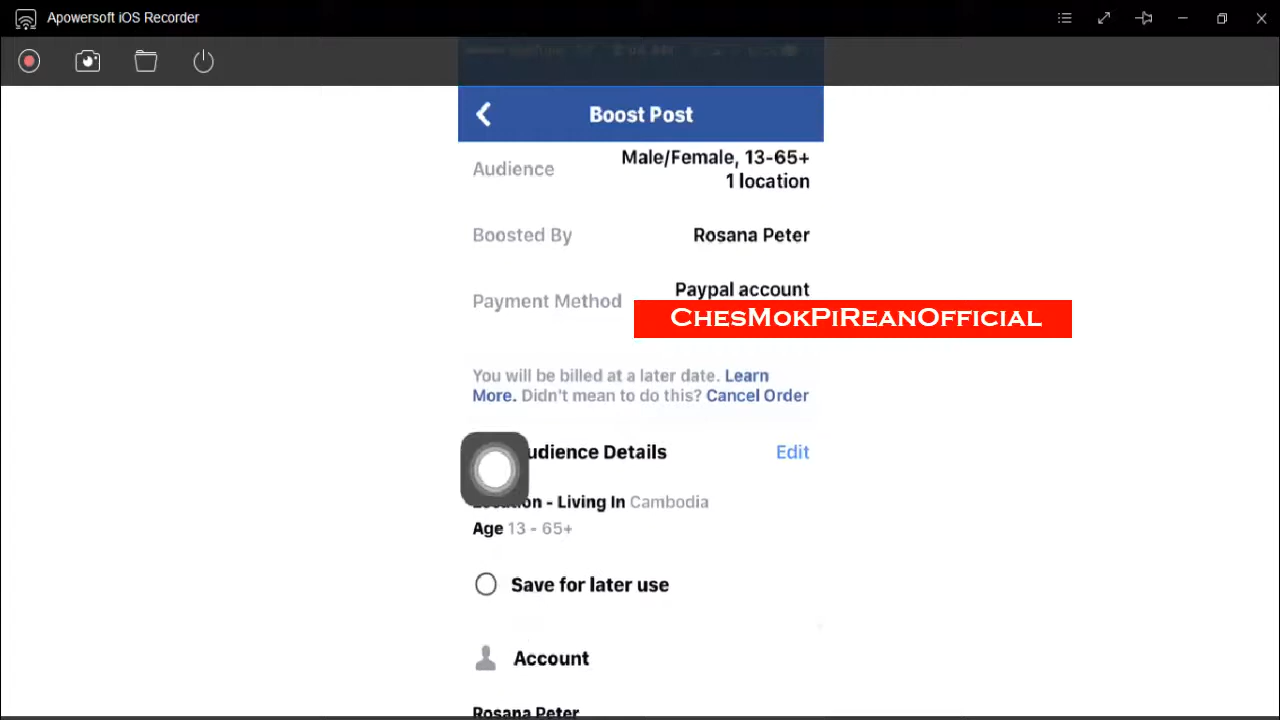 Apowersoft iOS Recorder
Boost Post
Audience
Male/Female, 13-65+
1 location
Boosted By
Rosana Peter
Payment Method
Paypal account
ChesMokPiReanOfficial
You will be billed at a later date. Learn
More. Didn't mean to do this? Cancel Order
udience Details
Edit
Location - Living In Cambodia
Age 13 - 65+
Save for later use
Account
Rosana Peter